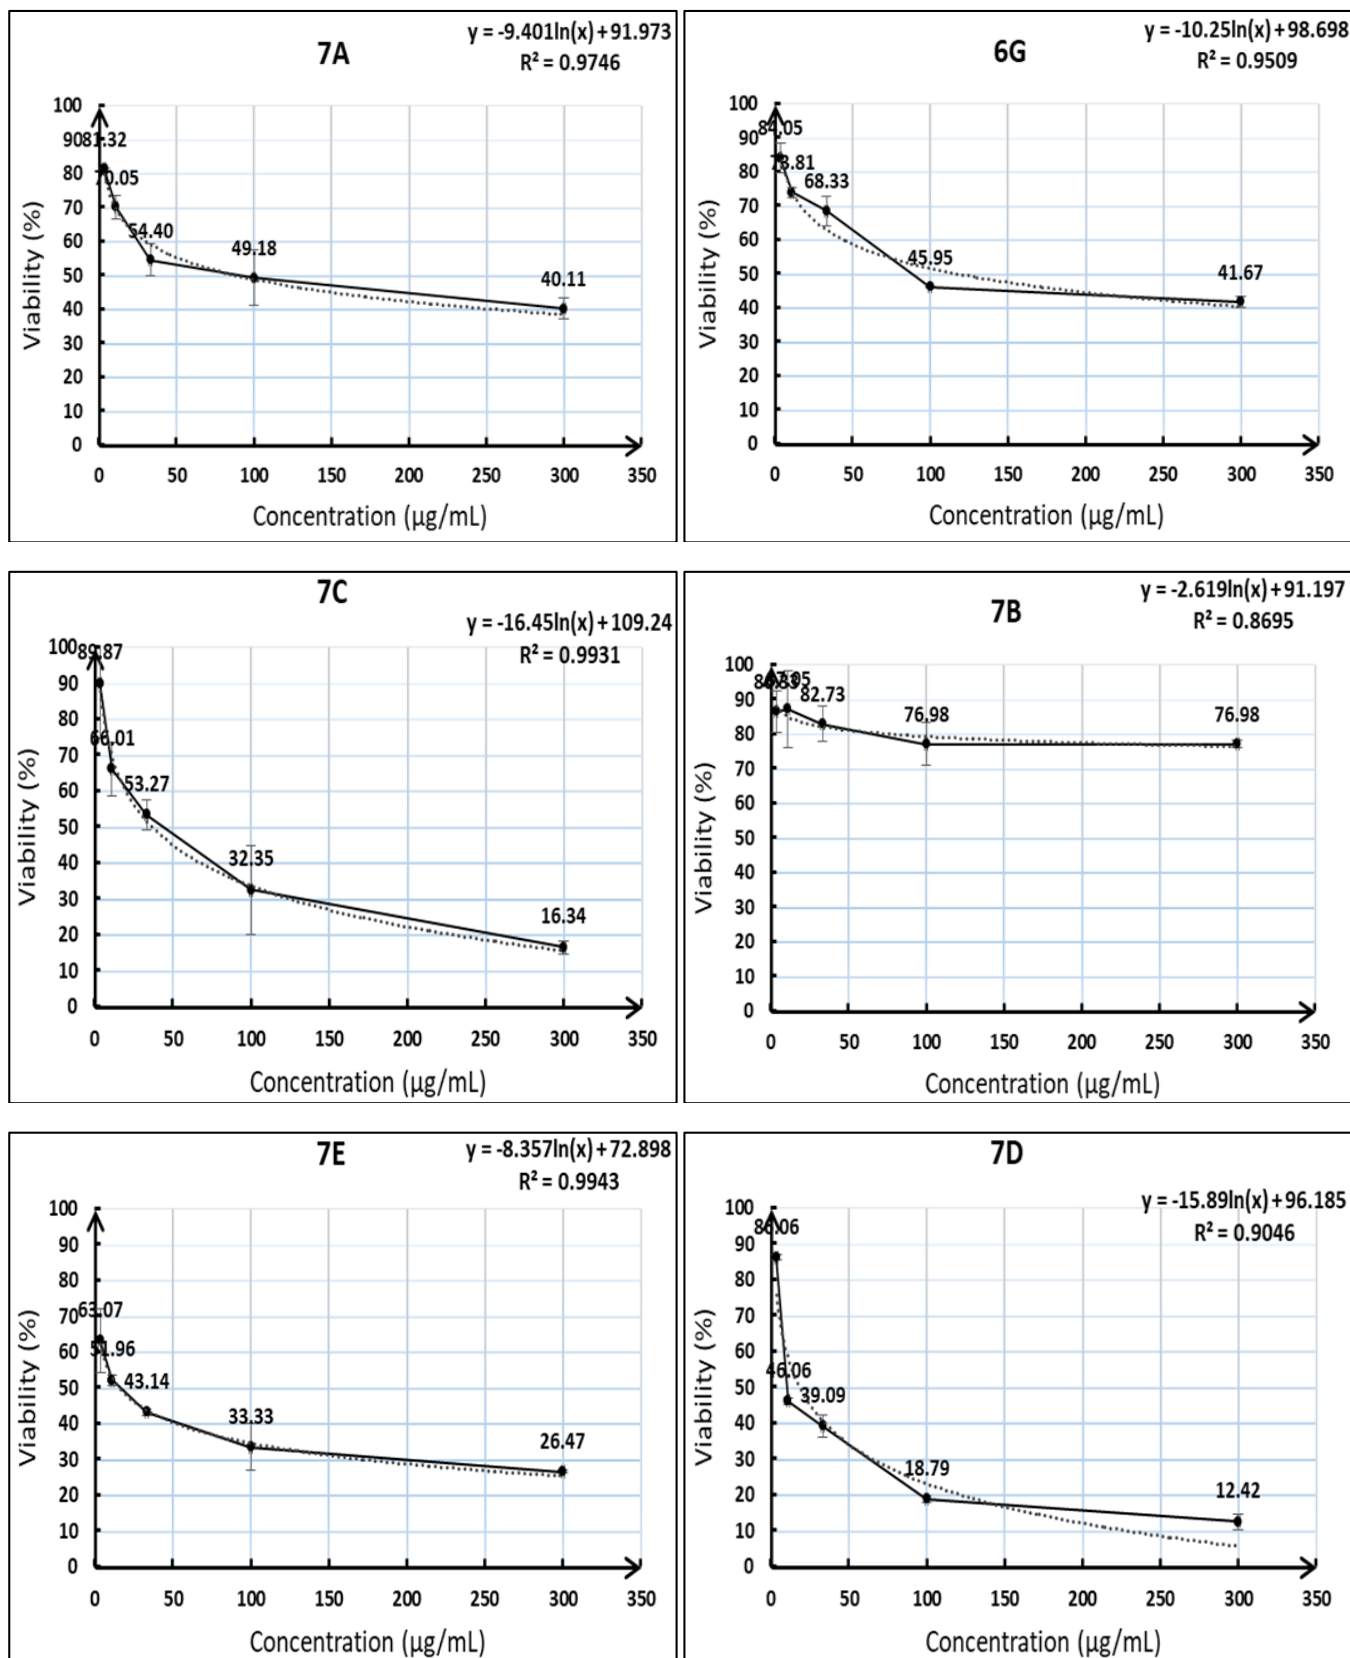 7A
y = -9.401ln(x) + 91.973
R² = 0.9746
100
90
80
70
60
50
40
30
20
10
0
81.32
70.05
54.40
49.18
40.11
0 50 100 150 200 250 300 350
Viability (%)
Concentration (µg/mL)
6G
y = -10.25ln(x) + 98.698
R² = 0.9509
100
90
80
70
60
50
40
30
20
10
0
84.05
73.81
68.33
45.95
41.67
0 50 100 150 200 250 300 350
Viability (%)
Concentration (µg/mL)
7C
y = -16.45ln(x) + 109.24
R² = 0.9931
100
90
80
70
60
50
40
30
20
10
0
89.87
66.01
53.27
32.35
16.34
0 50 100 150 200 250 300 350
Viability (%)
Concentration (µg/mL)
7B
y = -2.619ln(x) + 91.197
R² = 0.8695
100
90
80
70
60
50
40
30
20
10
0
82.73
76.98
76.98
0 50 100 150 200 250 300 350
Viability (%)
Concentration (µg/mL)
7E
y = -8.357ln(x) + 72.898
R² = 0.9943
100
90
80
70
60
50
40
30
20
10
0
63.07
51.96
43.14
33.33
26.47
0 50 100 150 200 250 300 350
Viability (%)
Concentration (µg/mL)
7D
y = -15.89ln(x) + 96.185
R² = 0.9046
100
90
80
70
60
50
40
30
20
10
0
86.06
46.06
39.09
18.79
12.42
0 50 100 150 200 250 300 350
Viability (%)
Concentration (µg/mL)